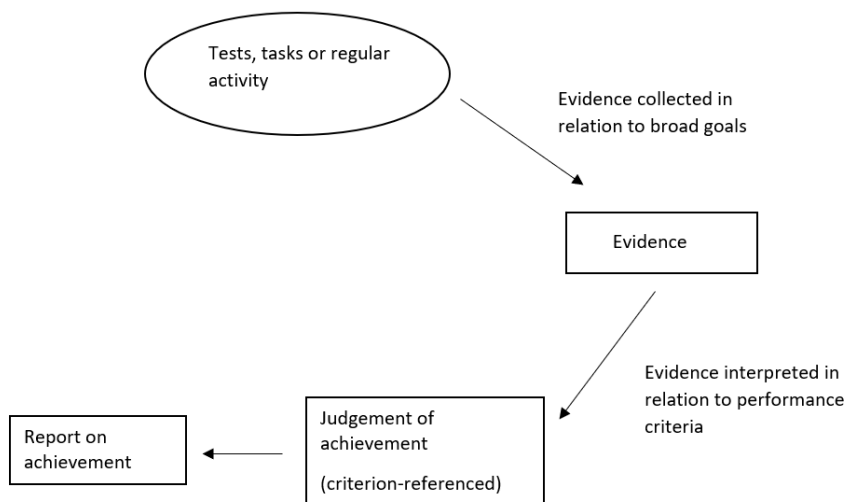 Tests, tasks or regular
activity
Evidence collected in
relation to broad goals
Evidence
Evidence interpreted in
relation to performance
criteria
Judgement of
achievement
(criterion-referenced)
Report on
achievement